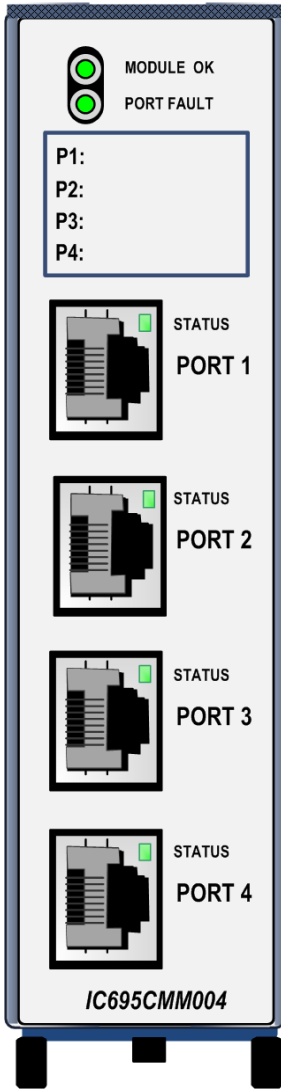 MODULE OK
PORT FAULT
P1:
P2:
P3:
P4:
STATUS
PORT 1
STATUS
PORT 2
STATUS
PORT 3
STATUS
PORT 4
IC695CMM004